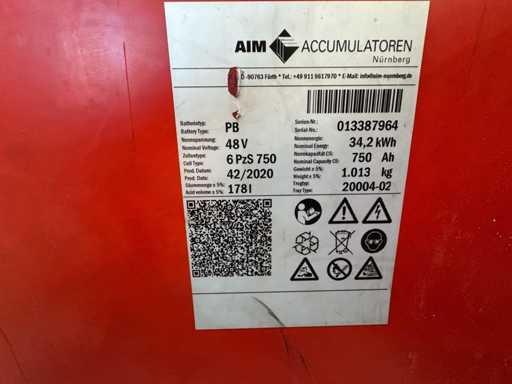 AIM ACCUMULATOREN
Nürnberg
D-90763 Fürth * Tel.: +49 911 9617970 * E-Mail: info@aim-nuernberg.de
Batterietyp: Battery Type: PB
Nennspannung: Nominal Voltage: 48 V
Zellentypen: Cell Type: 6 PzS 750
Prod. Datum: Prod. Date: 42/2020
Säuremenge ± 5%: Acid volume ± 5%: 178 l
Serien-Nr.: Serial-No.: 013387964
Nennenergie: Nominal Energy: 34,2 kWh
Nennkapazität C5: Nominal Capacity C5: 750 Ah
Gewicht ± 5%: Weight ± 5%: 1.013 kg
Trogtyp: Tray Type: 20004-02
Pb